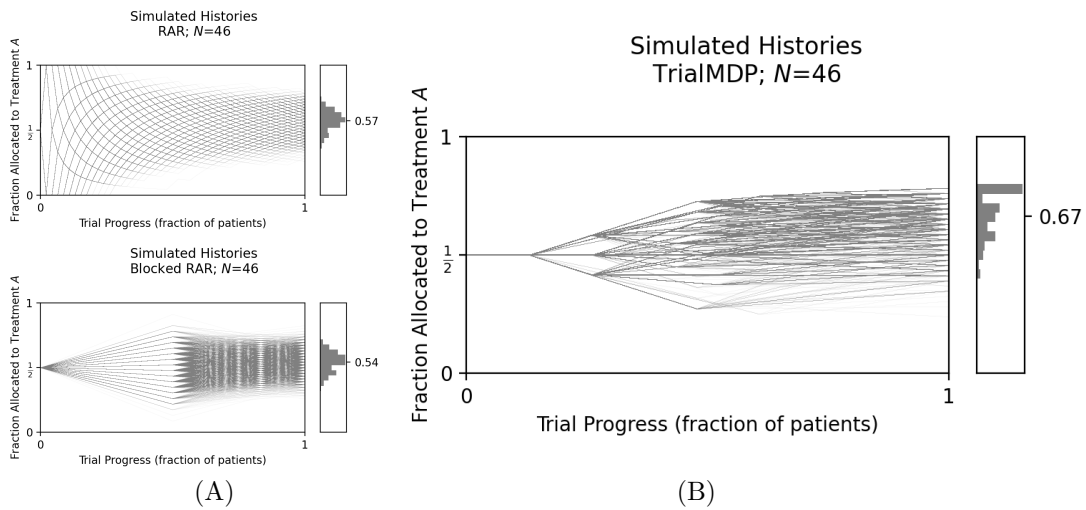 Simulated Histories
RAR; N=46
Fraction Allocated to Treatment A
1
1/2
0
0
1
Trial Progress (fraction of patients)
0.57
Simulated Histories
Blocked RAR; N=46
Fraction Allocated to Treatment A
1
1/2
0
0
1
Trial Progress (fraction of patients)
0.54
(A)
Simulated Histories
TrialMDP; N=46
Fraction Allocated to Treatment A
1
1/2
0
0
1
Trial Progress (fraction of patients)
0.67
(B)